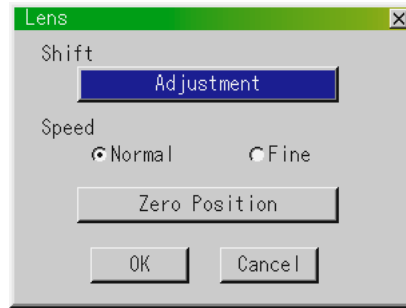 Lens
Shift
Adjustment
Speed
Normal Fine
Zero Position
OK Cancel